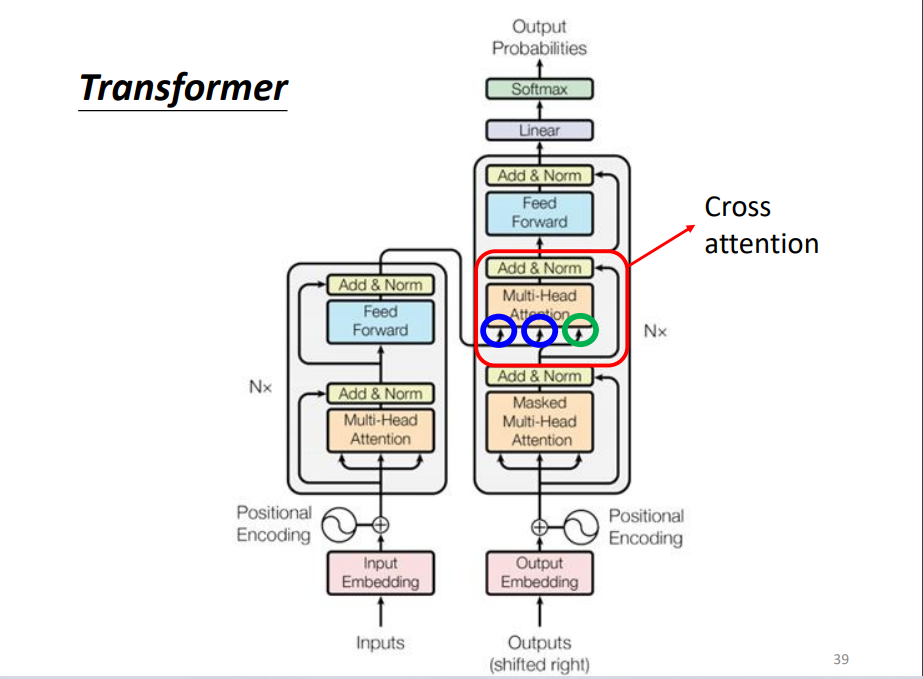 Transformer
Output
Probabilities
Softmax
Linear
Add & Norm
Feed
Forward
Cross
attention
Add & Norm
Multi-Head
Attention
Nx
Add & Norm
Masked
Multi-Head
Attention
Add & Norm
Feed
Forward
Nx
Add & Norm
Multi-Head
Attention
Positional
Encoding
Positional
Encoding
Input
Embedding
Output
Embedding
Inputs
Outputs
(shifted right)
39